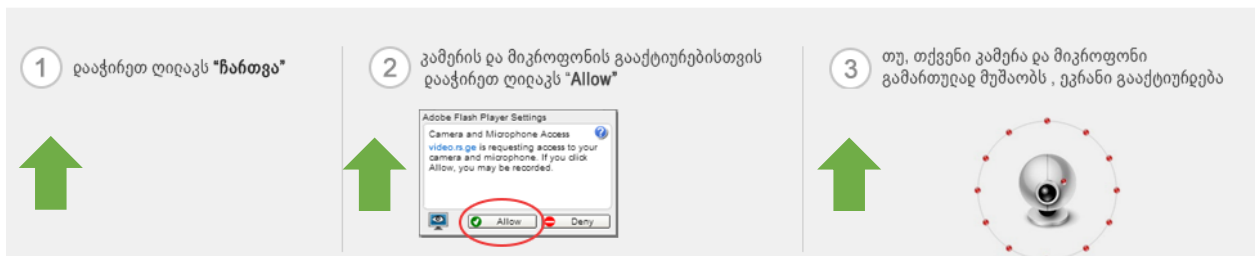 1
დააჭირეთ ღილაკს "ჩართვა"
2
კამერის და მიკროფონის გააქტიურებისთვის
დააჭირეთ ღილაკს "Allow"
Adobe Flash Player Settings
Camera and Microphone Access
video.rs.ge is requesting access to your
camera and microphone. If you click
Allow, you may be recorded.
Allow
Deny
3
თუ, თქვენი კამერა და მიკროფონი
გამართულად მუშაობს , ეკრანი გააქტიურდება